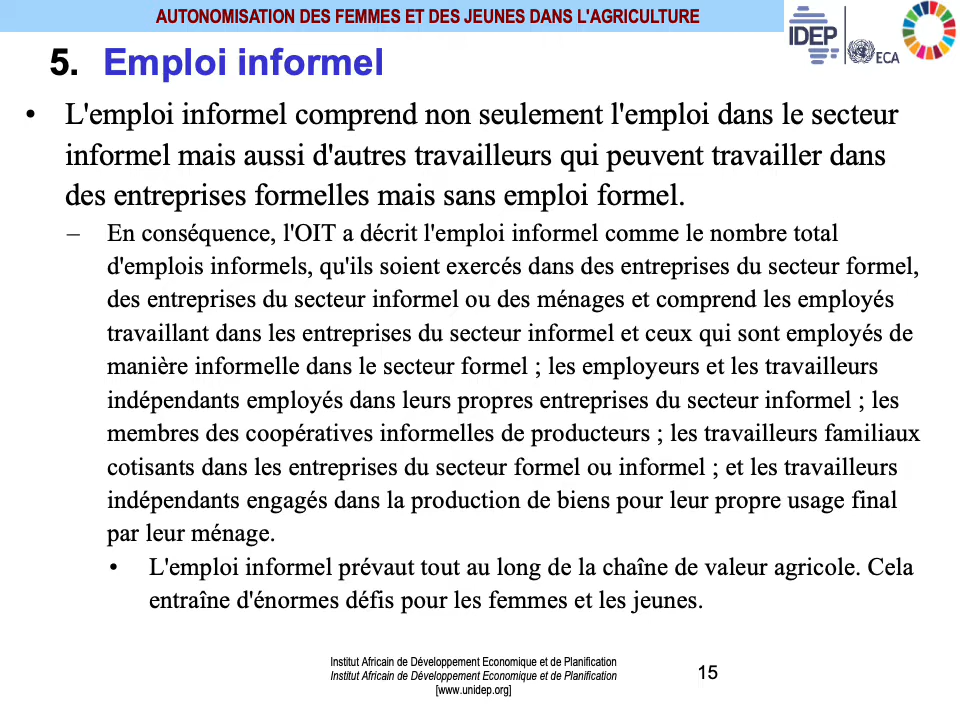 AUTONOMISATION DES FEMMES ET DES JEUNES DANS L'AGRICULTURE
IDEP
ECA
5. Emploi informel
• L'emploi informel comprend non seulement l'emploi dans le secteur
informel mais aussi d'autres travailleurs qui peuvent travailler dans
des entreprises formelles mais sans emploi formel.
– En conséquence, l'OIT a décrit l'emploi informel comme le nombre total
d'emplois informels, qu'ils soient exercés dans des entreprises du secteur formel,
des entreprises du secteur informel ou des ménages et comprend les employés
travaillant dans les entreprises du secteur informel et ceux qui sont employés de
manière informelle dans le secteur formel ; les employeurs et les travailleurs
indépendants employés dans leurs propres entreprises du secteur informel ; les
membres des coopératives informelles de producteurs ; les travailleurs familiaux
cotisants dans les entreprises du secteur formel ou informel ; et les travailleurs
indépendants engagés dans la production de biens pour leur propre usage final
par leur ménage.
• L'emploi informel prévaut tout au long de la chaîne de valeur agricole. Cela
entraîne d'énormes défis pour les femmes et les jeunes.
Institut Africain de Développement Economique et de Planification
Institut Africain de Développement Economique et de Planification
[www.unidep.org]
15